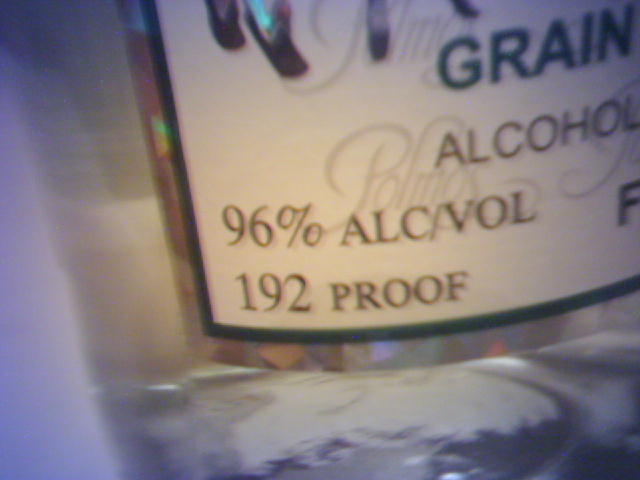 GRAIN
ALCOHOL
96% ALC/VOL
192 PROOF